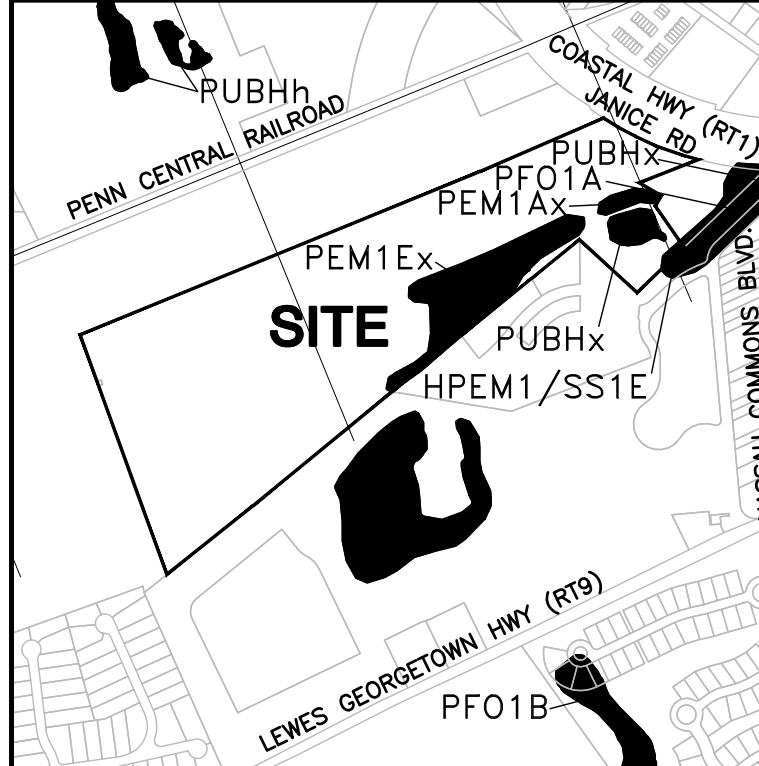 PUBHh
PENN CENTRAL RAILROAD
COASTAL HWY (RT1)
JANICE RD
PUBHx
PFO1A
PEM1Ax
PEM1Ex
SITE
PUBHx
HPEM1/SS1E
COMMONS BLVD.
LEWES GEORGETOWN HWY (RT9)
PFO1B